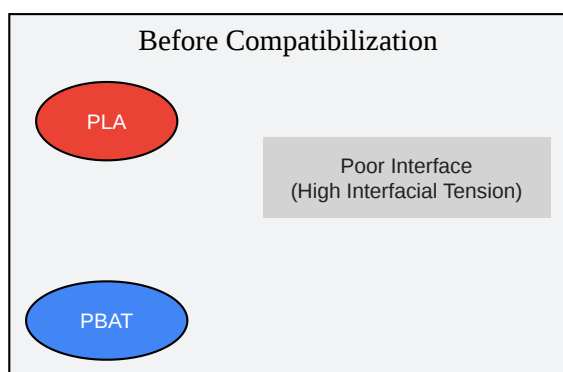 Before Compatibilization
PLA
Poor Interface
(High Interfacial Tension)
PBAT